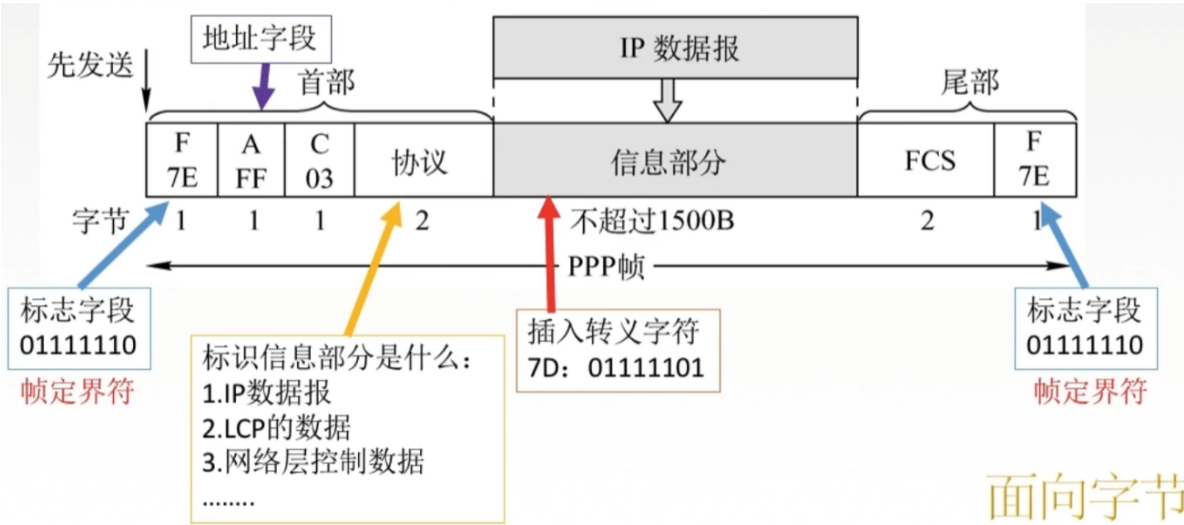 地址字段
IP 数据报
先发送
首部
尾部
F
7E
A
FF
C
03
协议
信息部分
FCS
F
7E
字节
1
1
1
2
不超过1500B
2
1
PPP帧
标志字段
01111110
帧定界符
标识信息部分是什么：
1.IP数据报
2.LCP的数据
3.网络层控制数据
........
插入转义字符
7D：01111101
标志字段
01111110
帧定界符
面向字节